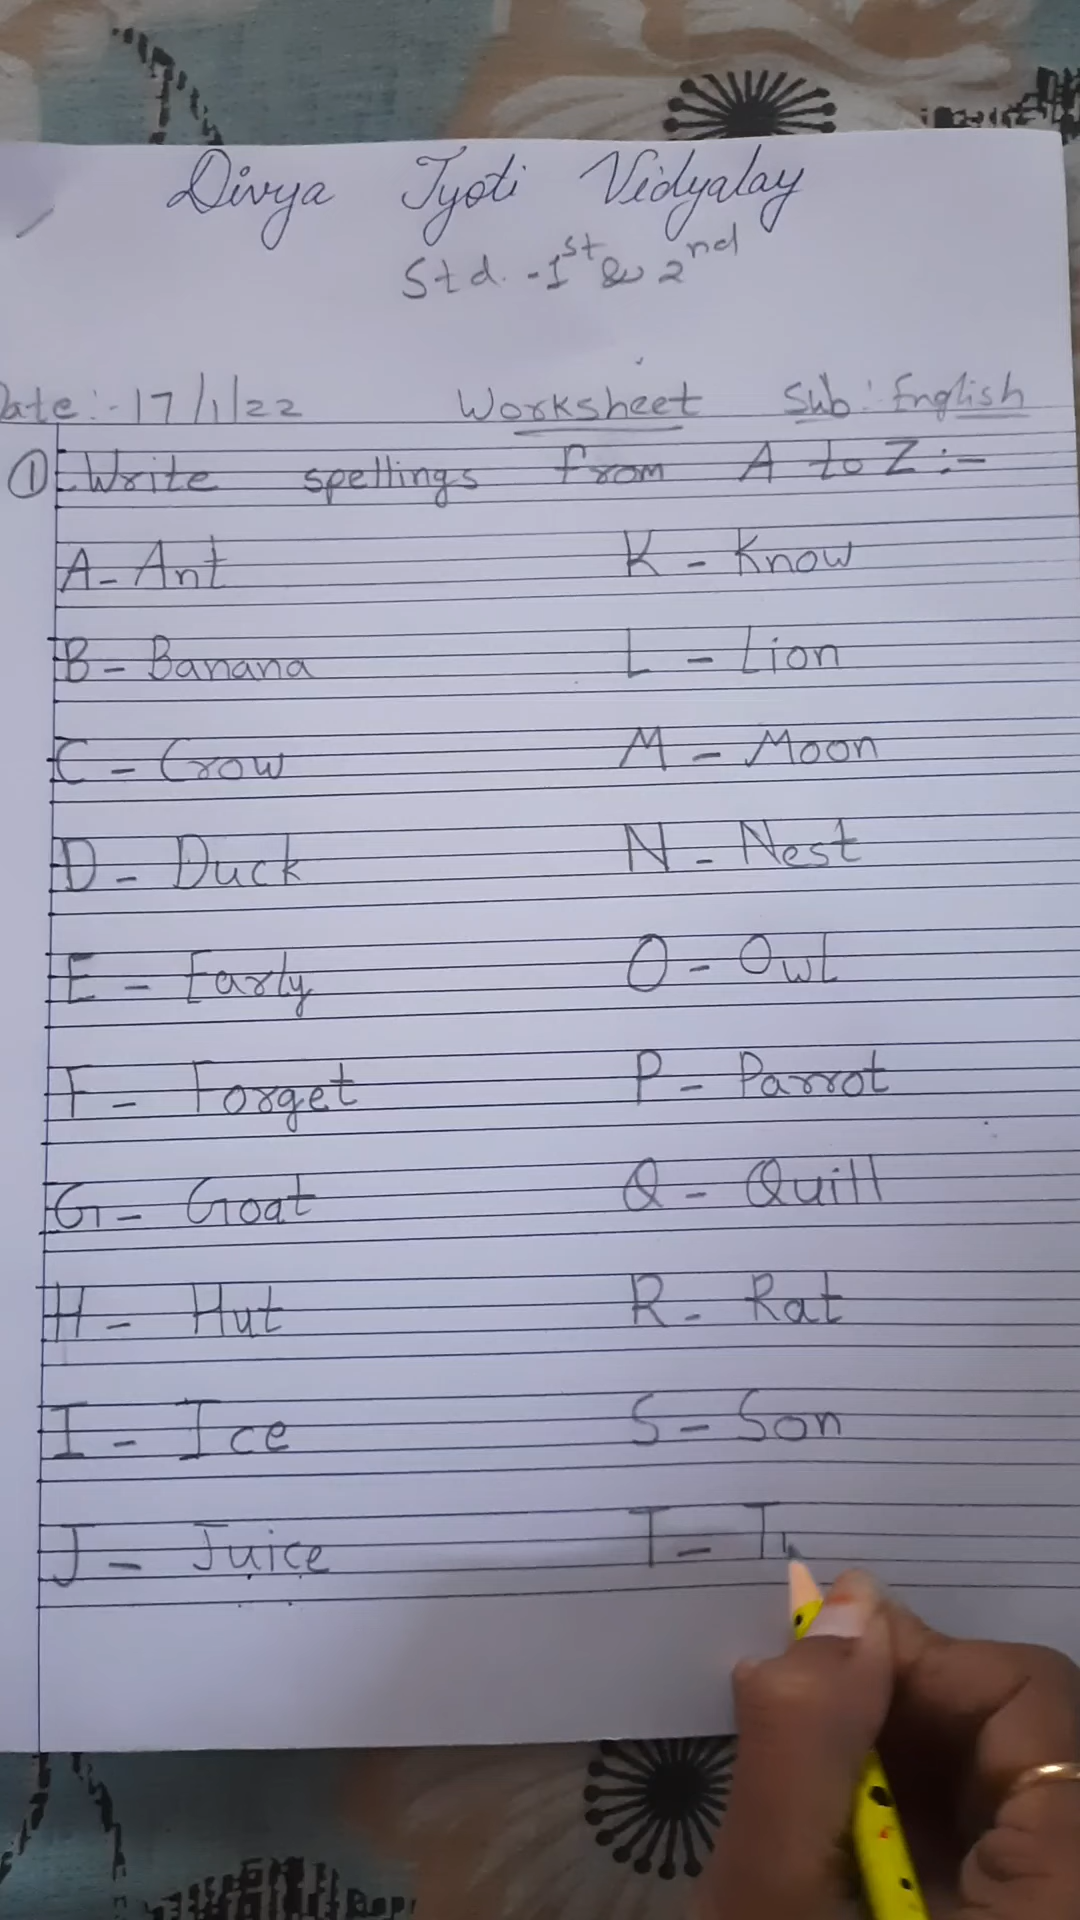 Divya Jyoti Vidyalay
Std. - 1st & 2nd
Date:- 17/1/22 Worksheet Sub: English
① Write spellings from A to Z:-
A - Ant K - Know
B - Banana L - Lion
C - Crow M - Moon
D - Duck N - Nest
E - Early O - Owl
F - Forget P - Parrot
G - Goat Q - Quill
H - Hut R - Rat
I - Ice S - Son
J - Juice T -